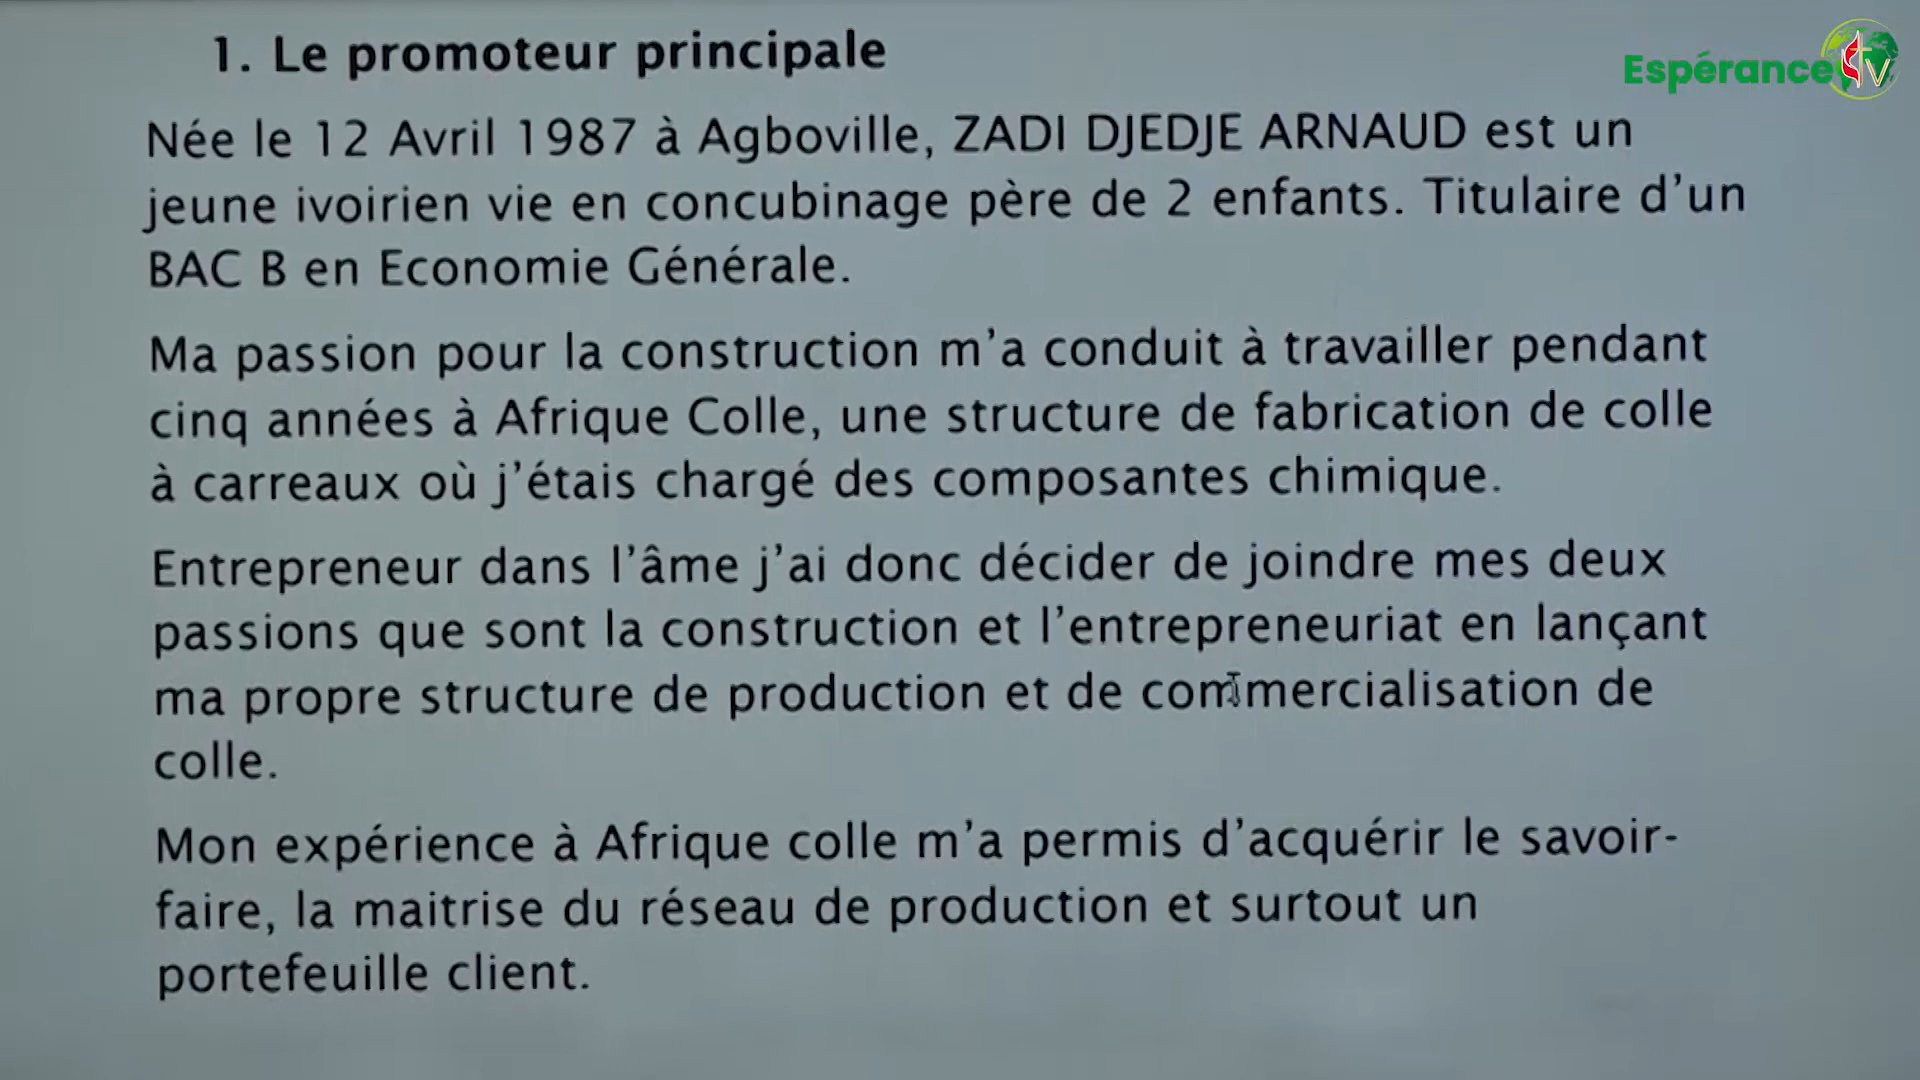 1. Le promoteur principale
Espérance TV
Née le 12 Avril 1987 à Agboville, ZADI DJEDJE ARNAUD est un
jeune ivoirien vie en concubinage père de 2 enfants. Titulaire d'un
BAC B en Economie Générale.
Ma passion pour la construction m'a conduit à travailler pendant
cinq années à Afrique Colle, une structure de fabrication de colle
à carreaux où j'étais chargé des composantes chimique.
Entrepreneur dans l'âme j'ai donc décider de joindre mes deux
passions que sont la construction et l'entrepreneuriat en lançant
ma propre structure de production et de commercialisation de
colle.
Mon expérience à Afrique colle m'a permis d'acquérir le savoir-
faire, la maitrise du réseau de production et surtout un
portefeuille client.